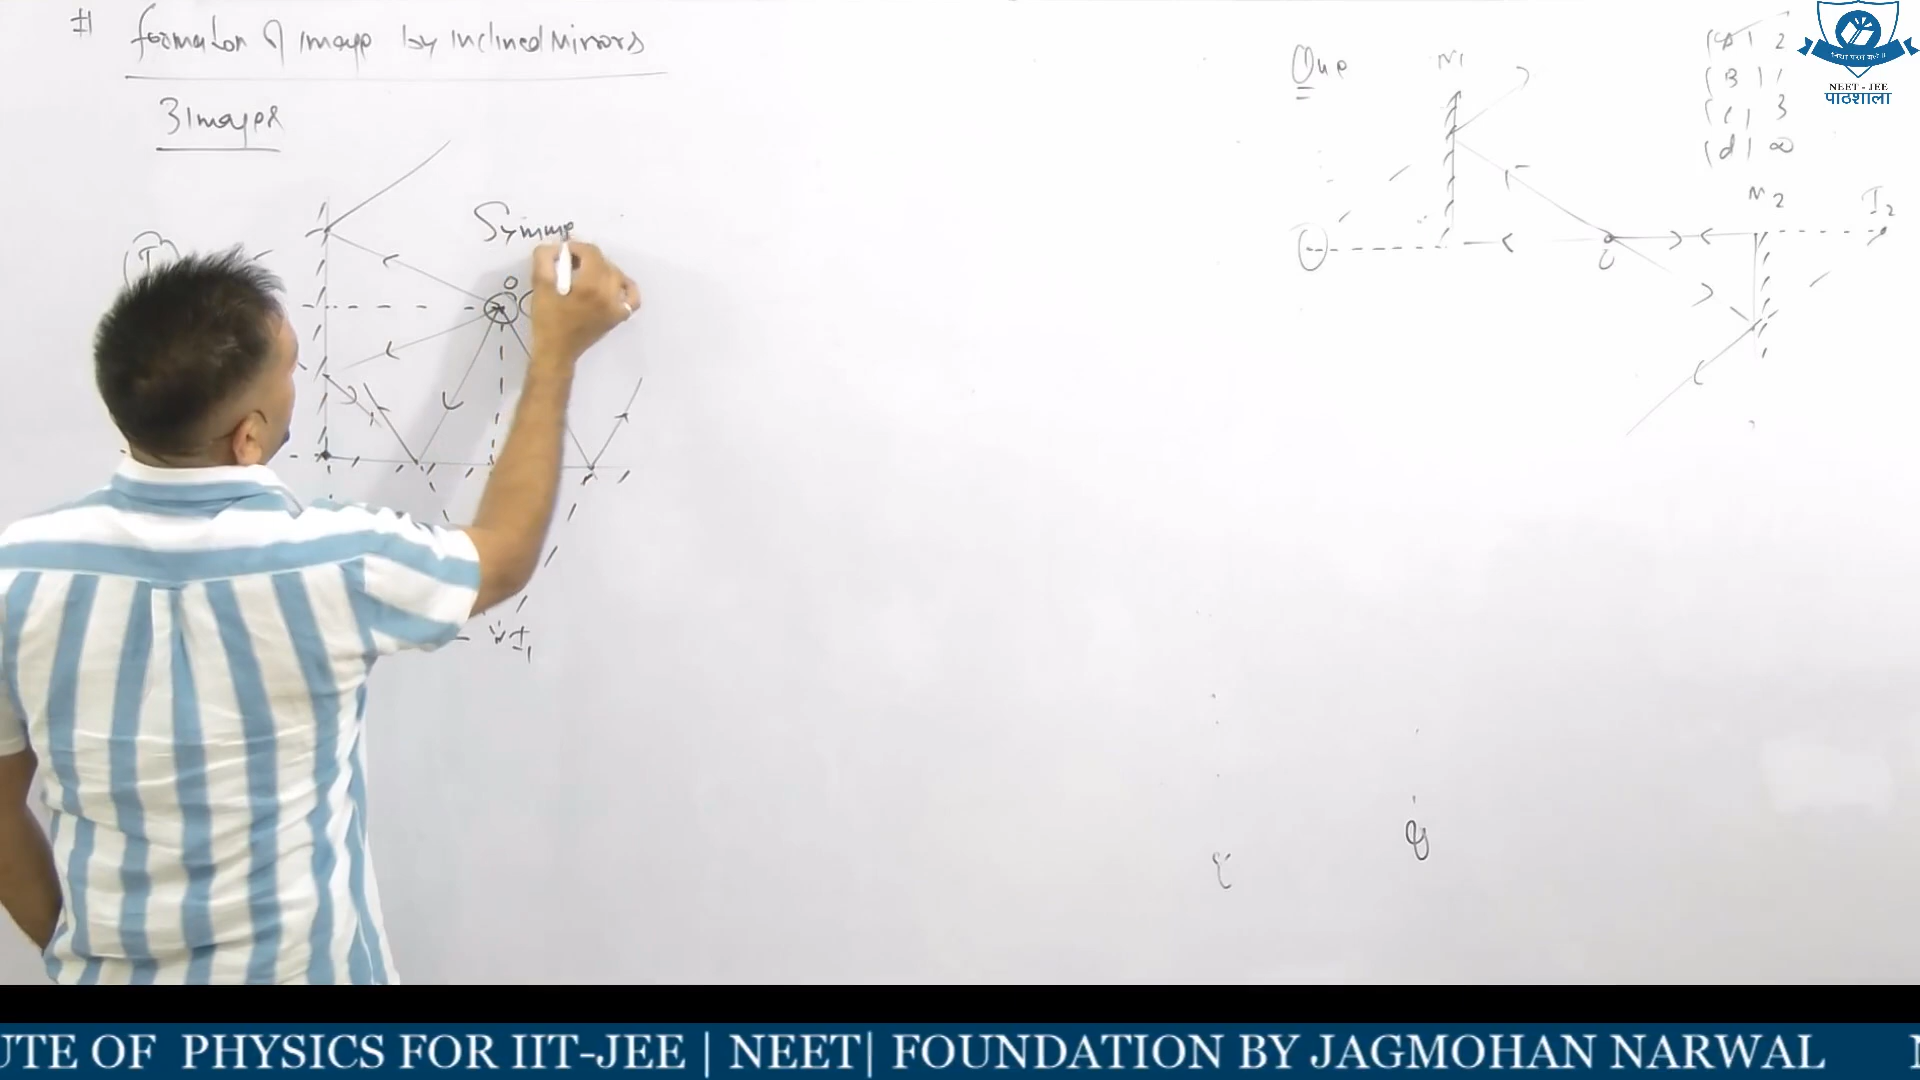 # formaton of image by inclined Mirrors
3 Images
Symme
O
I1
Que
M1
(A) 2
(B) 1
(c) 3
(d) ∞
M2
I2
O
NEET - JEE
पाठशाला
UTE OF PHYSICS FOR IIT-JEE | NEET| FOUNDATION BY JAGMOHAN NARWAL N